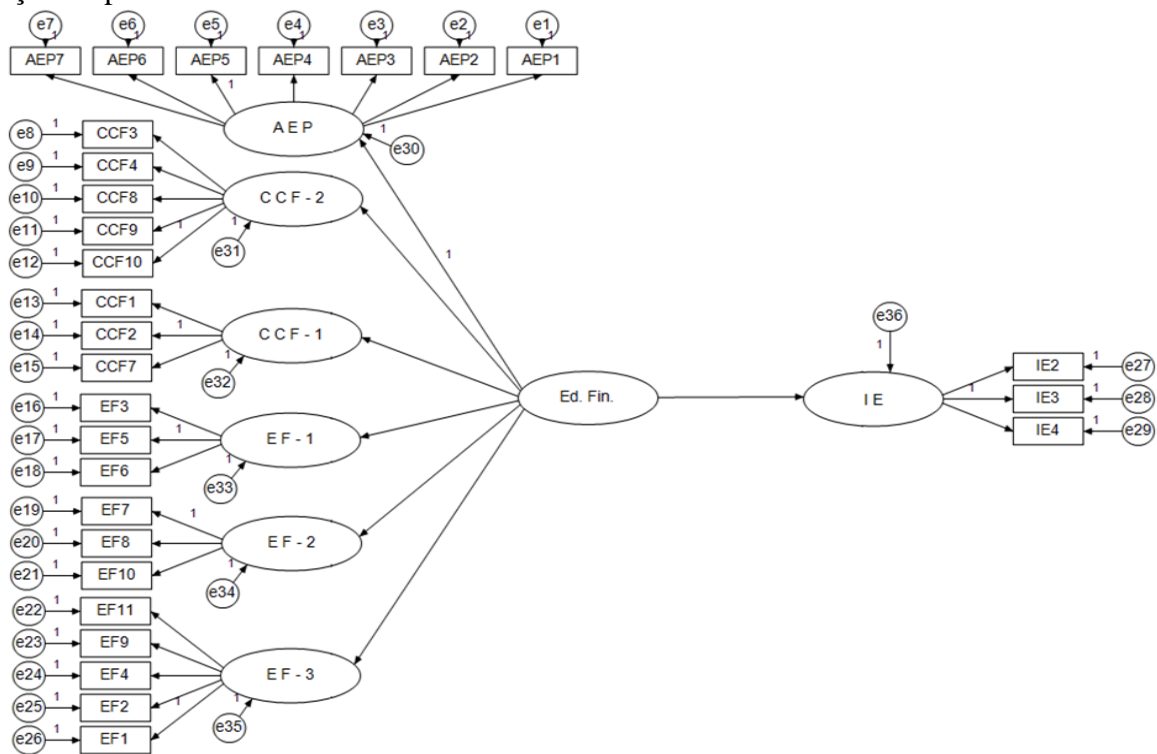 e7 e6 e5 e4 e3 e2 e1
1 1 1 1 1 1 1
AEP7 AEP6 AEP5 AEP4 AEP3 AEP2 AEP1
1
A E P
1
e30
e8 1 CCF3
e9 1 CCF4
e10 1 CCF8
e11 1 CCF9
e12 1 CCF10
1
C C F - 2
1
e31
1
e13 1 CCF1
e14 1 CCF2
e15 1 CCF7
1
C C F - 1
1
e32
e16 1 EF3
e17 1 EF5
e18 1 EF6
1
E F - 1
1
e33
e19 1 EF7
e20 1 EF8
e21 1 EF10
1
E F - 2
1
e34
e22 1 EF11
e23 1 EF9
e24 1 EF4
e25 1 EF2
e26 1 EF1
1
E F - 3
1
e35
Ed. Fin.
e36
1
I E
1
IE2 1 e27
IE3 1 e28
IE4 1 e29